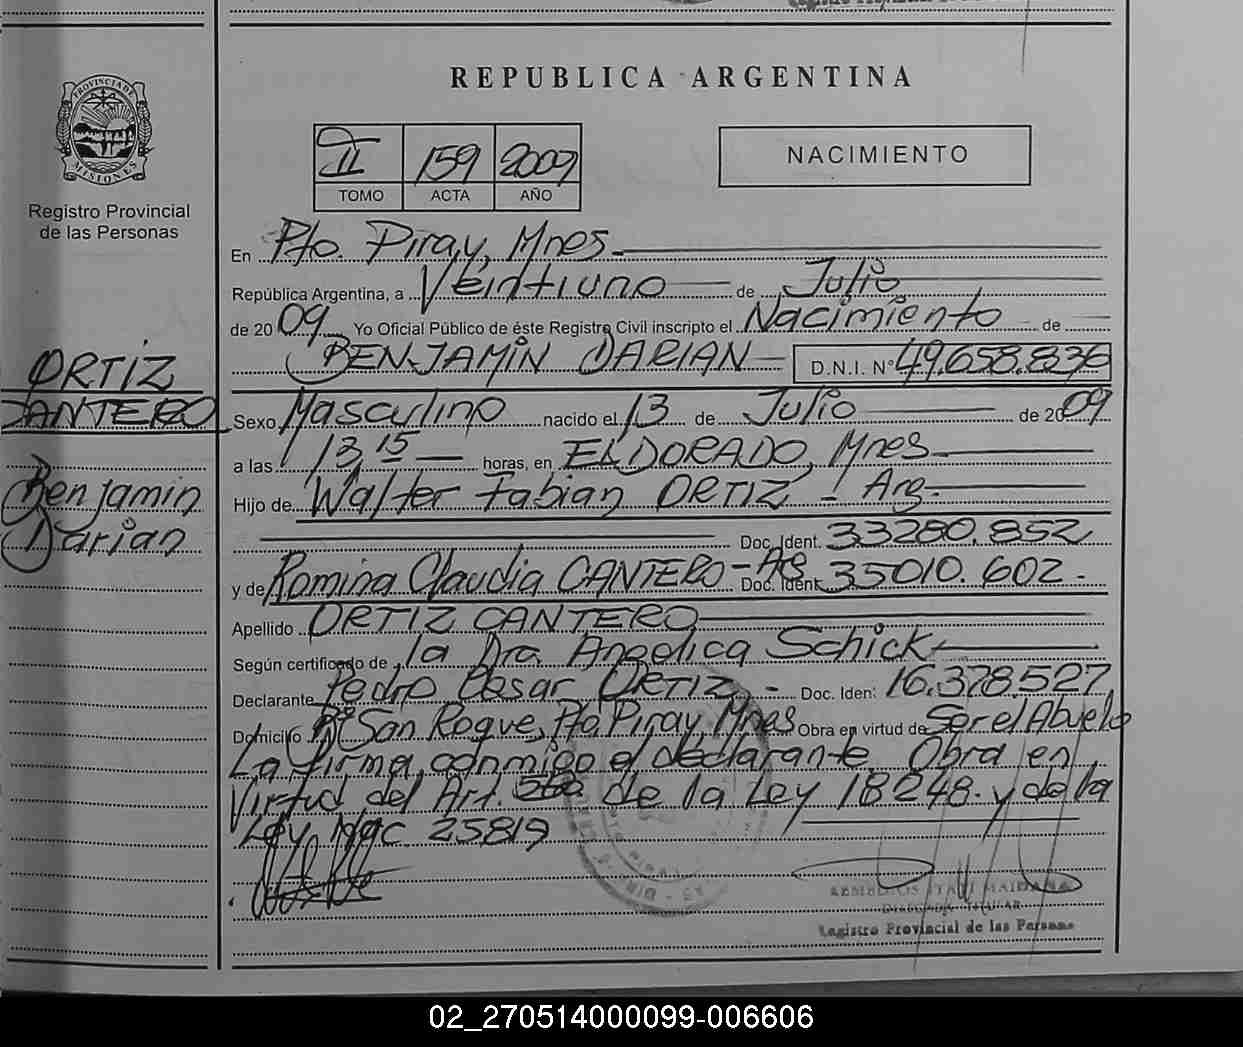 PROVINCIA DE
MISIONES
Registro Provincial
de las Personas
ORTIZ
CANTERO
Benjamin
Darian
REPUBLICA ARGENTINA
II 159 2009
TOMO ACTA AÑO
NACIMIENTO
En Pto. Piray, Mnes.
República Argentina, a Veintiuno de Julio
de 2009 Yo Oficial Público de éste Registro Civil inscripto el Nacimiento de
BENJAMIN DARIAN D.N.I. Nº 49.658.836
Sexo Masculino nacido el 13 de Julio de 2009
a las 13,15 horas, en ELDORADO, Mnes
Hijo de Walter Fabian ORTIZ - Arg.
Doc. Ident. 33280.852
y de Romina Claudia CANTERO - Ag Doc. Ident. 35010.602.
Apellido ORTIZ CANTERO
Según certificado de la Dra Angelica Schick
Declarante Pedro Cesar ORTIZ - Doc. Iden: 16.378.527,
Domicilio Bº San Roque, Pto Piray, Mnes Obra en virtud de Ser el Abuelo
La firma, conmigo el declarante. Obra en
Virtud del Art. 5to de la Ley 18248. y de la
Ley Nac 25819
MAIDANA
Registro Provincial de las Personas
02_270514000099-006606